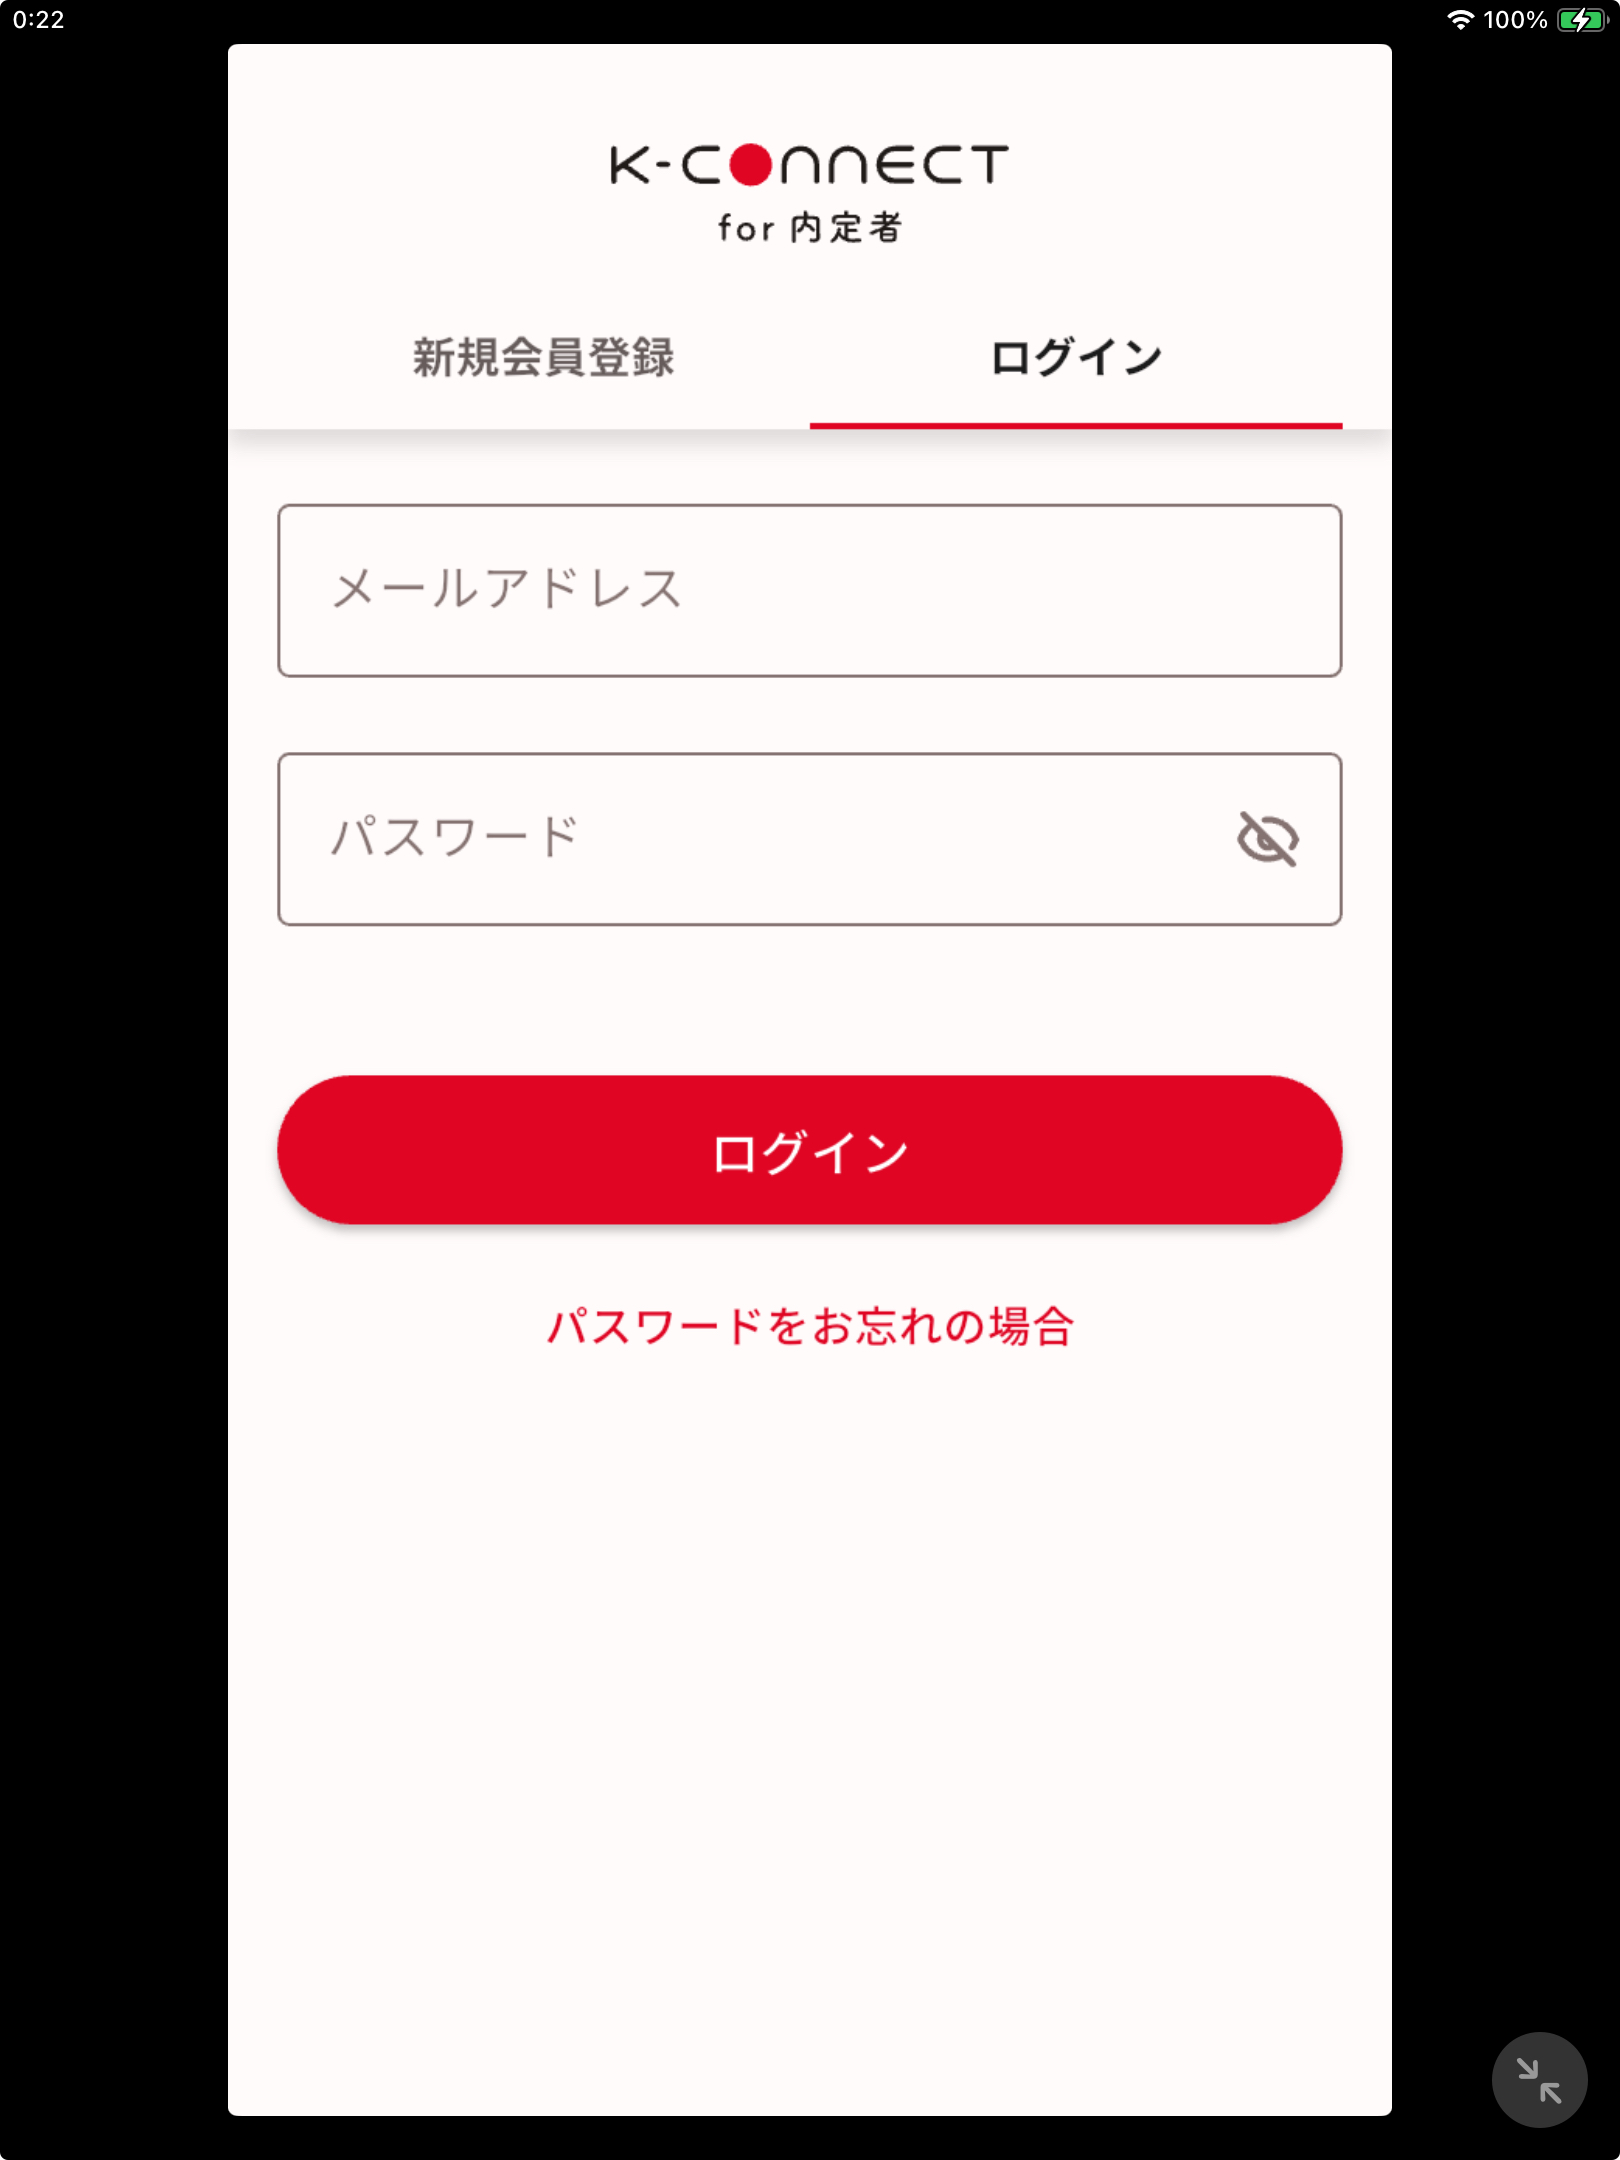 0:22
100%
K-CONNECT
for 内定者
新規会員登録
ログイン
メールアドレス
パスワード
ログイン
パスワードをお忘れの場合